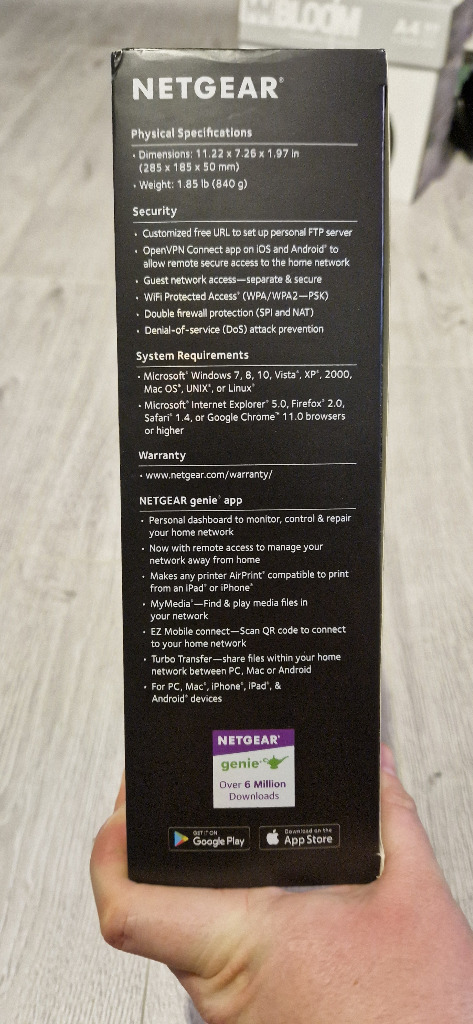 BLOOM
A4
NETGEAR®
Physical Specifications
• Dimensions: 11.22 x 7.26 x 1.97 in
(285 x 185 x 50 mm)
• Weight: 1.85 lb (840 g)
Security
• Customized free URL to set up personal FTP server
• OpenVPN Connect app on iOS and Android® to
allow remote secure access to the home network
• Guest network access—separate & secure
• WiFi Protected Access® (WPA/WPA2—PSK)
• Double firewall protection (SPI and NAT)
• Denial-of-service (DoS) attack prevention
System Requirements
• Microsoft® Windows 7, 8, 10, Vista®, XP®, 2000,
Mac OS®, UNIX®, or Linux®
• Microsoft® Internet Explorer® 5.0, Firefox® 2.0,
Safari® 1.4, or Google Chrome™ 11.0 browsers
or higher
Warranty
• www.netgear.com/warranty/
NETGEAR genie® app
• Personal dashboard to monitor, control & repair
your home network
• Now with remote access to manage your
network away from home
• Makes any printer AirPrint® compatible to print
from an iPad® or iPhone®
• MyMedia™—Find & play media files in
your network
• EZ Mobile connect—Scan QR code to connect
to your home network
• Turbo Transfer—share files within your home
network between PC, Mac or Android
• For PC, Mac®, iPhone®, iPad®, &
Android® devices
NETGEAR®
genie®
Over 6 Million
Downloads
GET IT ON
Google Play
Download on the
App Store